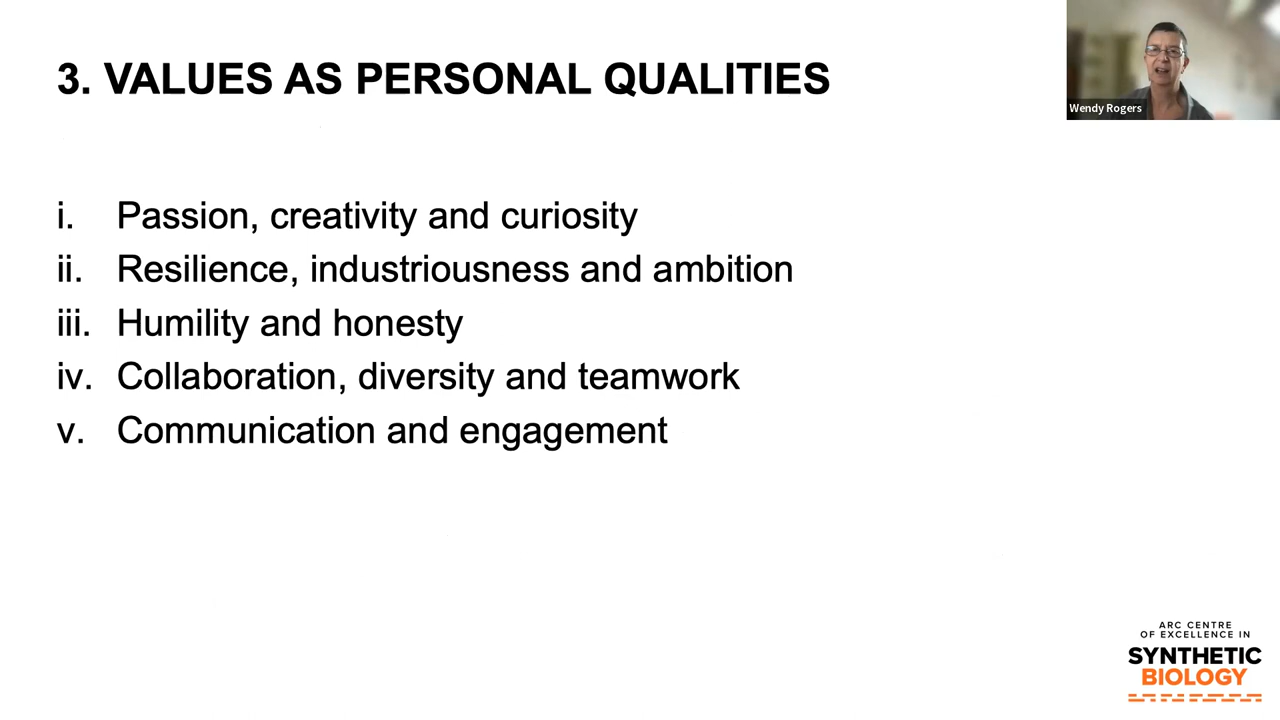 3. VALUES AS PERSONAL QUALITIES
Wendy Rogers
i. Passion, creativity and curiosity
ii. Resilience, industriousness and ambition
iii. Humility and honesty
iv. Collaboration, diversity and teamwork
v. Communication and engagement
ARC CENTRE
OF EXCELLENCE IN
SYNTHETIC
BIOLOGY